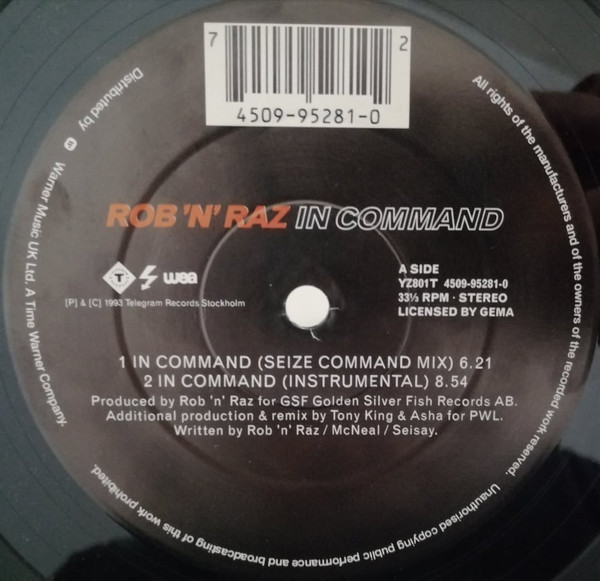 7 2
4509-95281-0
ROB 'N' RAZ IN COMMAND
T wea
[P] & [C] 1993 Telegram Records Stockholm
A SIDE
YZ801T 4509-95281-0
33⅓ RPM · STEREO
LICENSED BY GEMA
1 IN COMMAND (SEIZE COMMAND MIX) 6.21
2 IN COMMAND (INSTRUMENTAL) 8.54
Produced by Rob 'n' Raz for GSF Golden Silver Fish Records AB.
Additional production & remix by Tony King & Asha for PWL.
Written by Rob 'n' Raz / McNeal / Seisay.
All rights of the manufacturers and of the owners of the recorded work reserved. Unauthorised copying public performance and broadcasting of this work prohibited.
Distributed by Warner Music UK Ltd. A Time Warner Company.